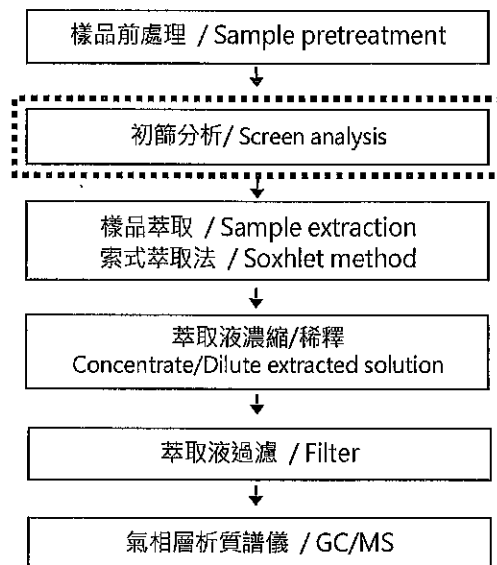 樣品前處理 / Sample pretreatment
初篩分析/ Screen analysis
樣品萃取 / Sample extraction
索式萃取法 / Soxhlet method
萃取液濃縮/稀釋
Concentrate/Dilute extracted solution
萃取液過濾 / Filter
氣相層析質譜儀 / GC/MS